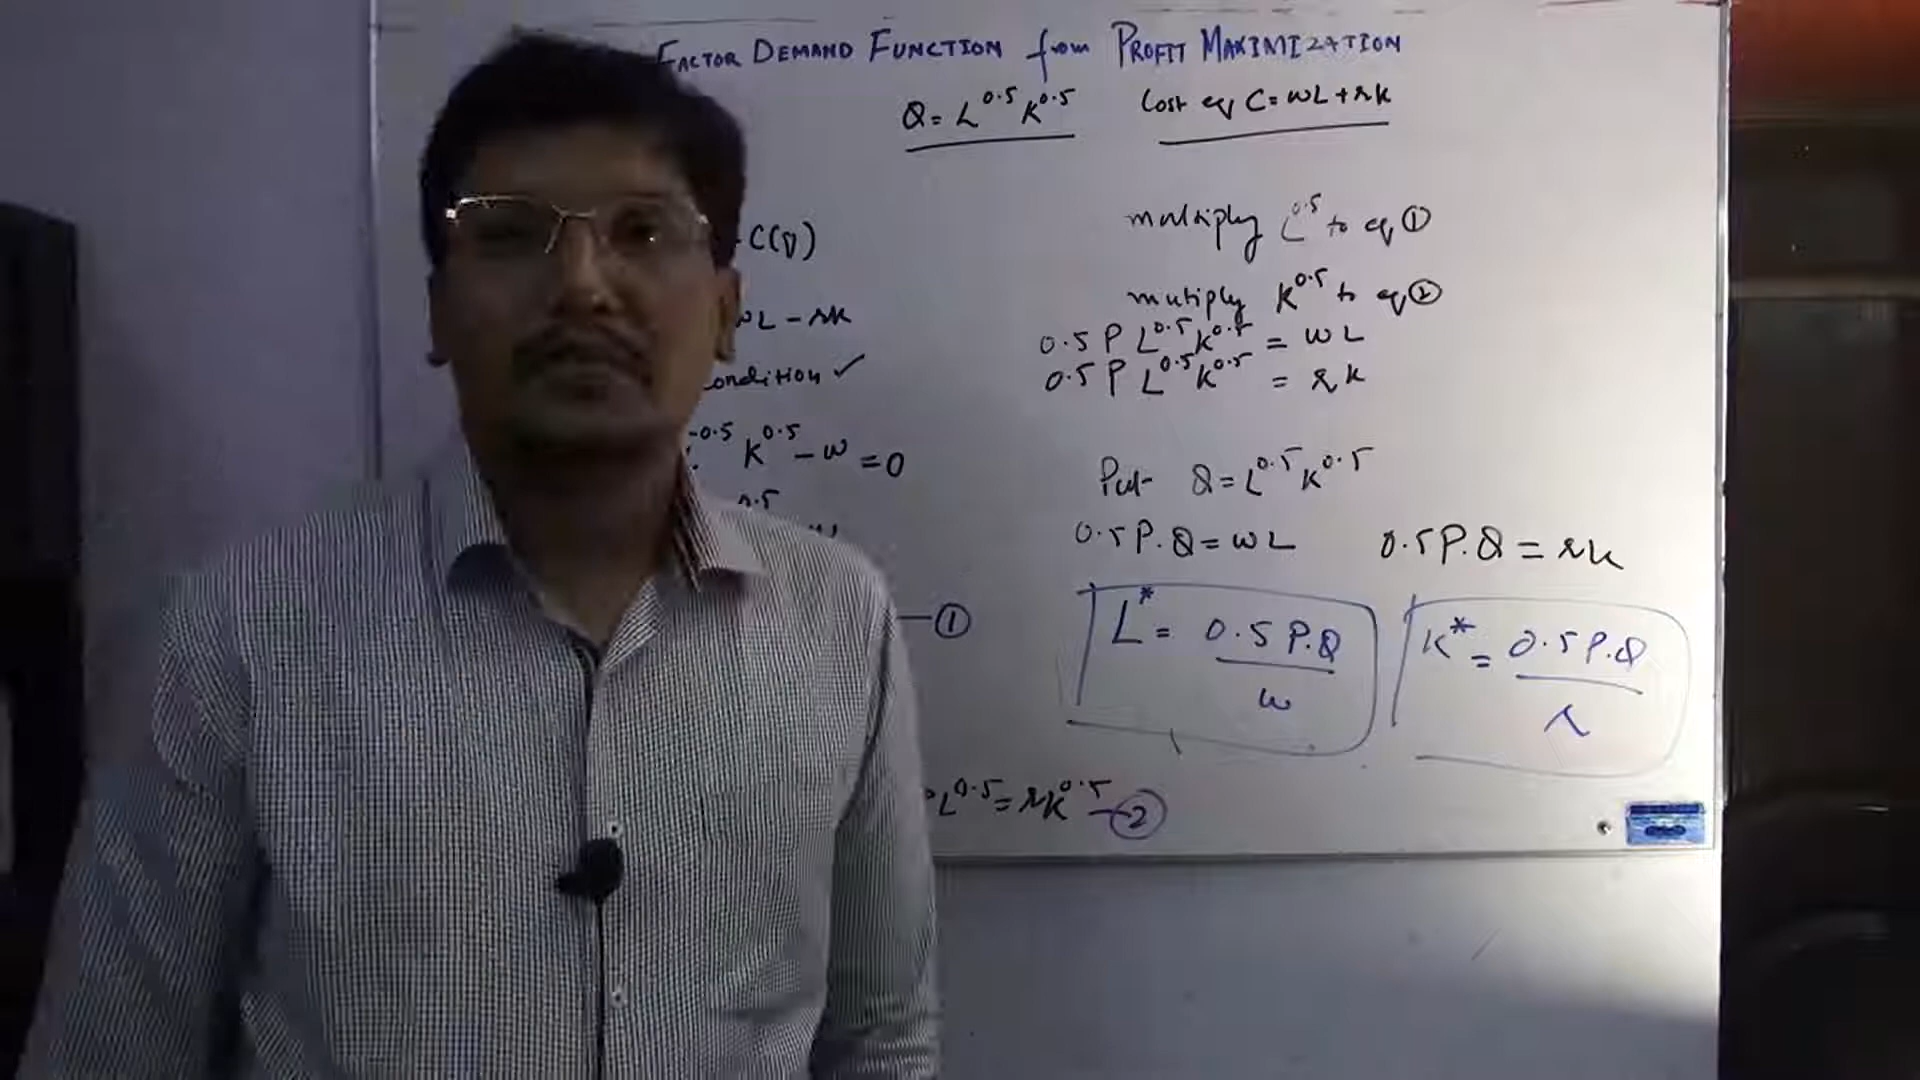 FACTOR DEMAND FUNCTION from PROFIT MAXIMIZATION
Q = L^0.5 K^0.5 Cost eq C = wL + rK
C(q)
wL - rK
condition ✓
-0.5 K^0.5 - w = 0
0.5
①
L^0.5 = rK^0.5 — ②
multiply L^0.5 to eq ①
mutiply K^0.5 to eq ②
0.5 P L^0.5 K^0.5 = wL
0.5 P L^0.5 K^0.5 = rK
Put Q = L^0.5 K^0.5
0.5 P.Q = wL 0.5 P.Q = rK
L* = 0.5 P.Q / w K* = 0.5 P.Q / r